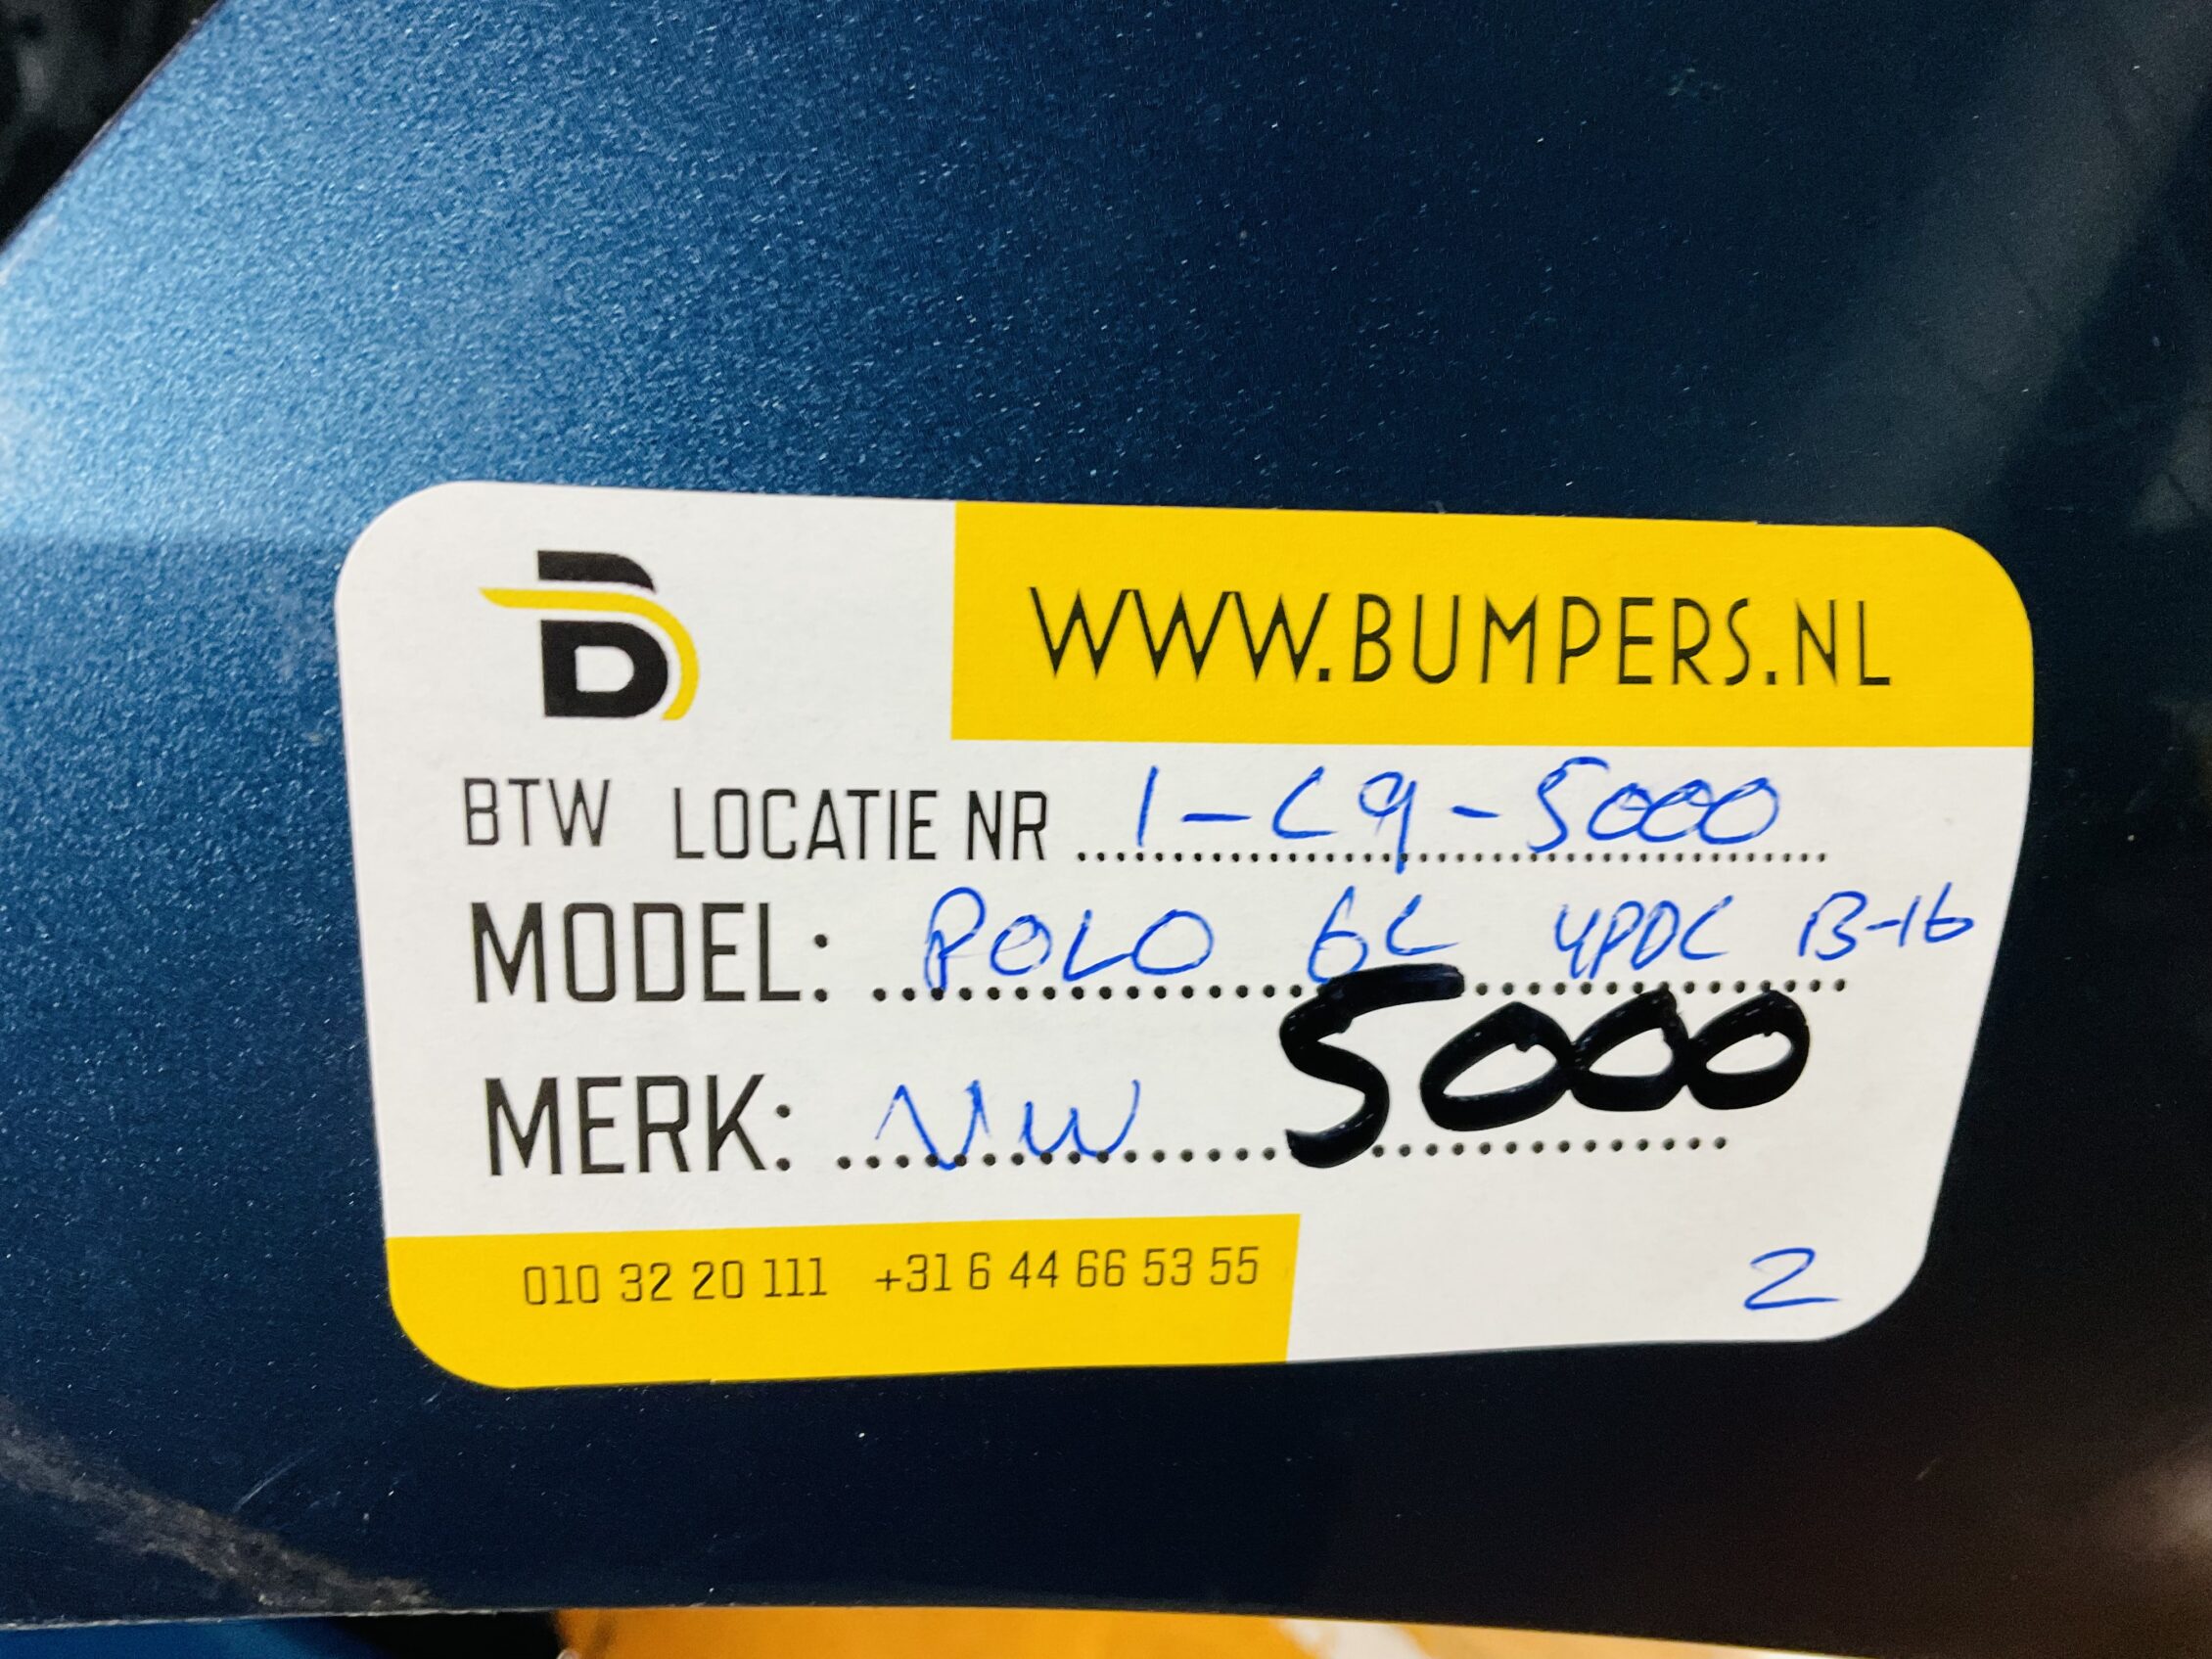 B
WWW.BUMPERS.NL
BTW LOCATIE NR 1-C9-5000
MODEL: POLO 6C 4PDC 13-16
MERK: VW 5000
010 32 20 111 +31 6 44 66 53 55
2